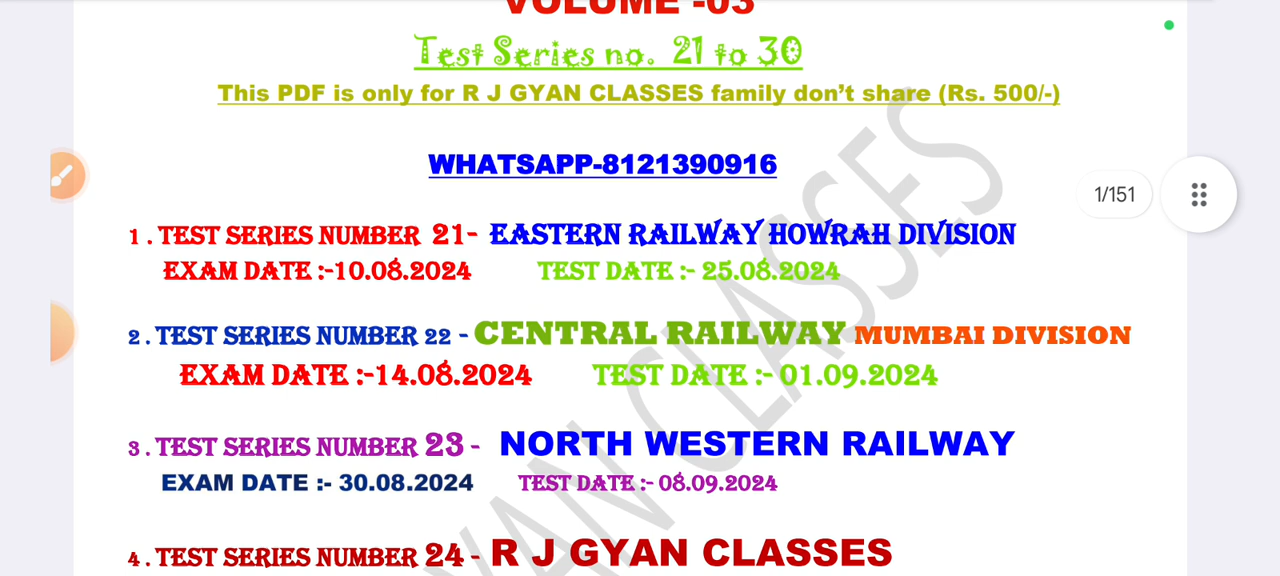 VOLUME -03
Test Series no. 21 to 30
This PDF is only for R J GYAN CLASSES family don't share (Rs. 500/-)
WHATSAPP-8121390916
1/151
1 . TEST SERIES NUMBER 21- EASTERN RAILWAY HOWRAH DIVISION
EXAM DATE :-10.08.2024 TEST DATE :- 25.08.2024
2 . TEST SERIES NUMBER 22 - CENTRAL RAILWAY MUMBAI DIVISION
EXAM DATE :-14.08.2024 TEST DATE :- 01.09.2024
3 . TEST SERIES NUMBER 23 - NORTH WESTERN RAILWAY
EXAM DATE :- 30.08.2024 TEST DATE :- 08.09.2024
4 . TEST SERIES NUMBER 24 - R J GYAN CLASSES
YAN CLASSES